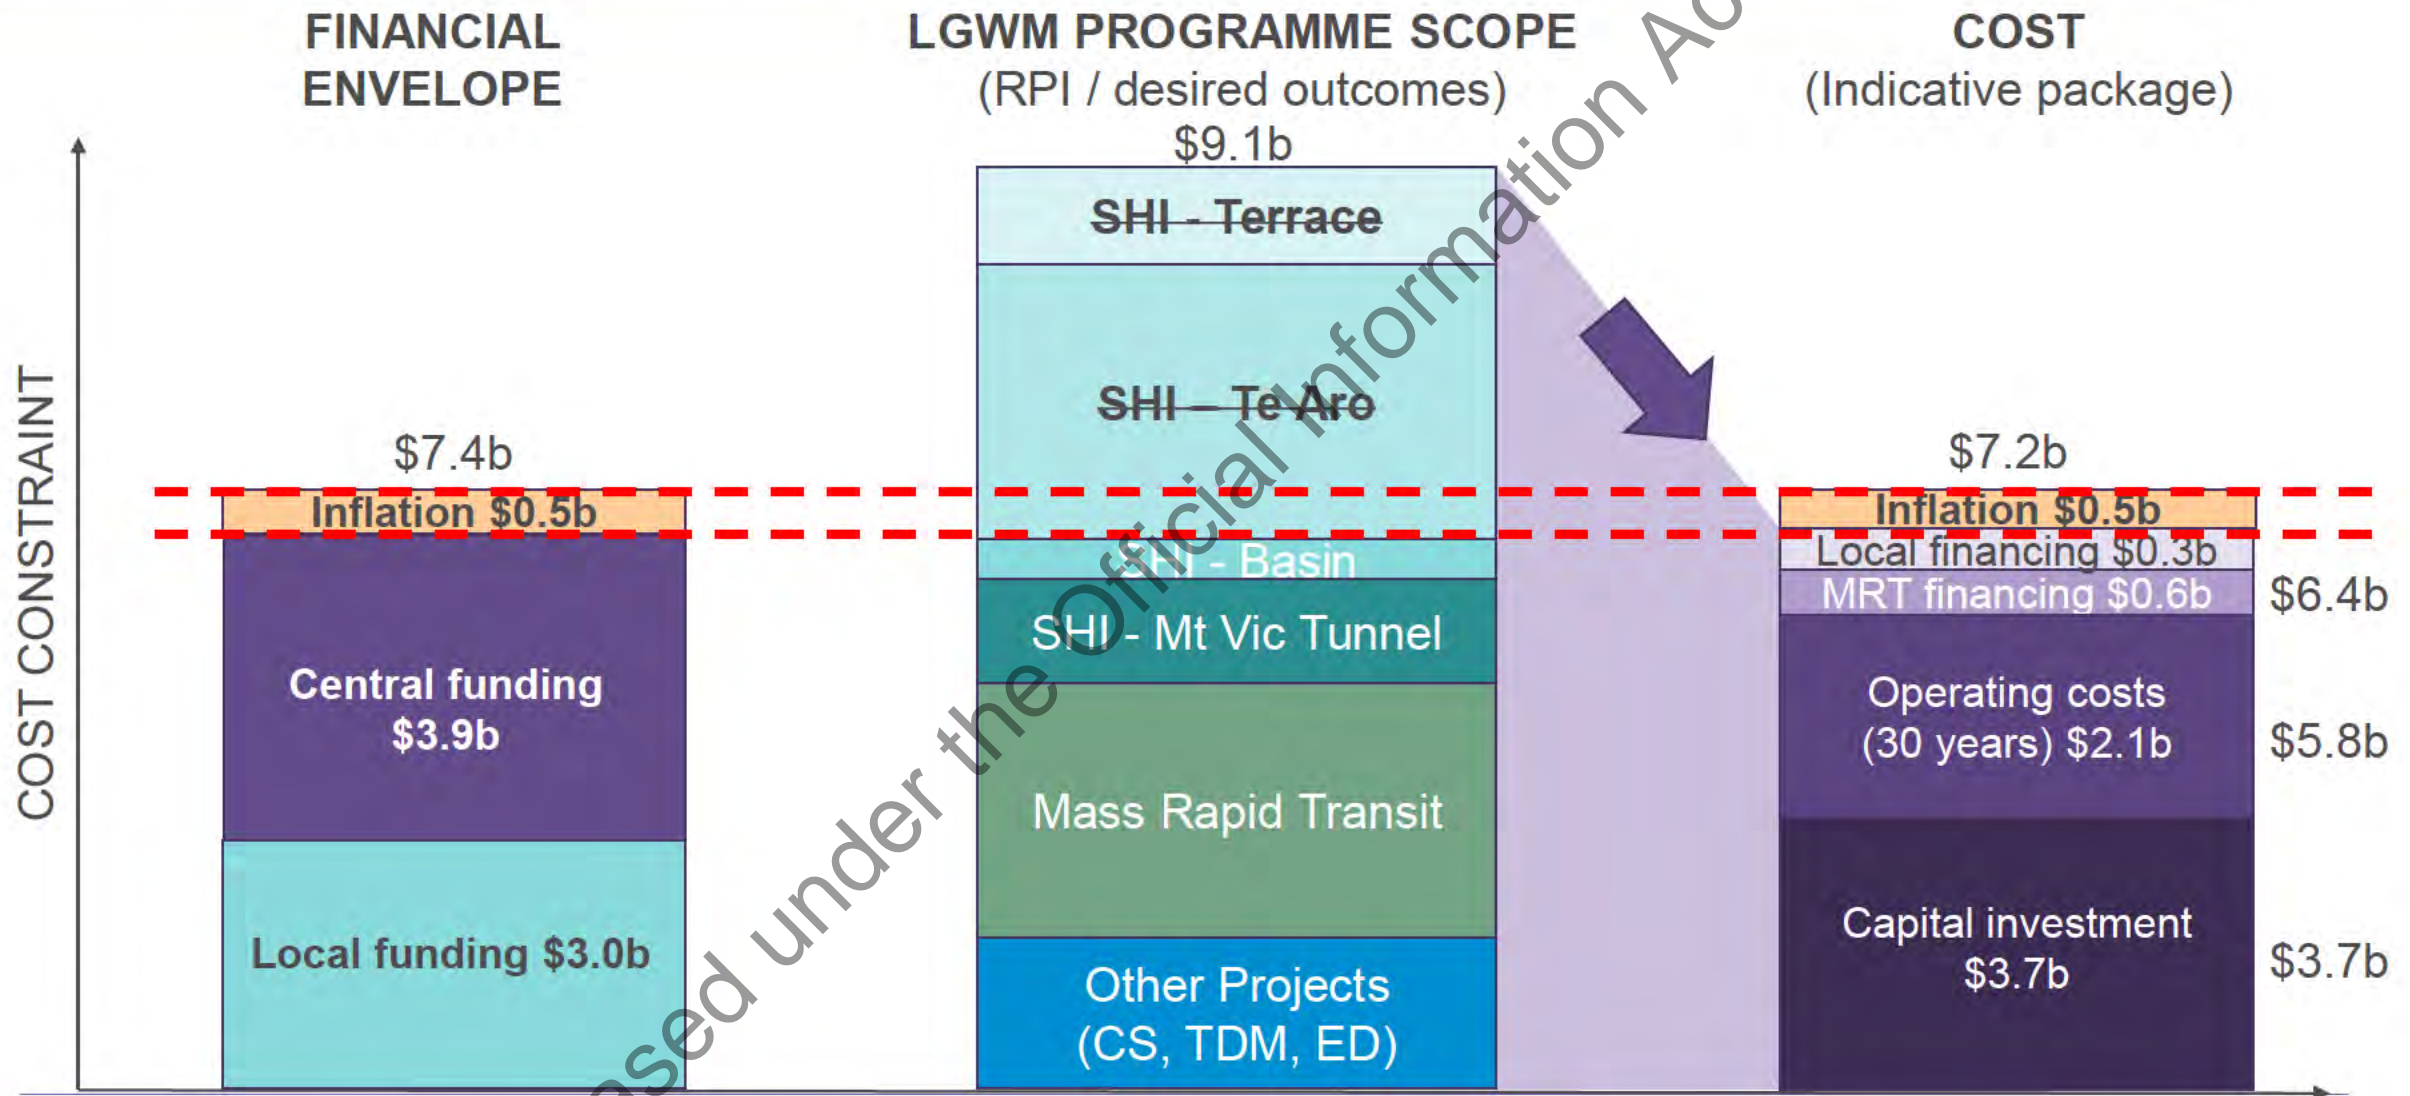 FINANCIAL
ENVELOPE
LGWM PROGRAMME SCOPE
(RPI / desired outcomes)
COST
(Indicative package)
COST CONSTRAINT
$7.4b
Inflation $0.5b
Central funding
$3.9b
Local funding $3.0b
$9.1b
SHI - Terrace
SHI – Te Aro
SHI - Basin
SHI - Mt Vic Tunnel
Mass Rapid Transit
Other Projects
(CS, TDM, ED)
$7.2b
Inflation $0.5b
Local financing $0.3b
MRT financing $0.6b
$6.4b
Operating costs
(30 years) $2.1b
$5.8b
Capital investment
$3.7b
$3.7b
under the Official Information